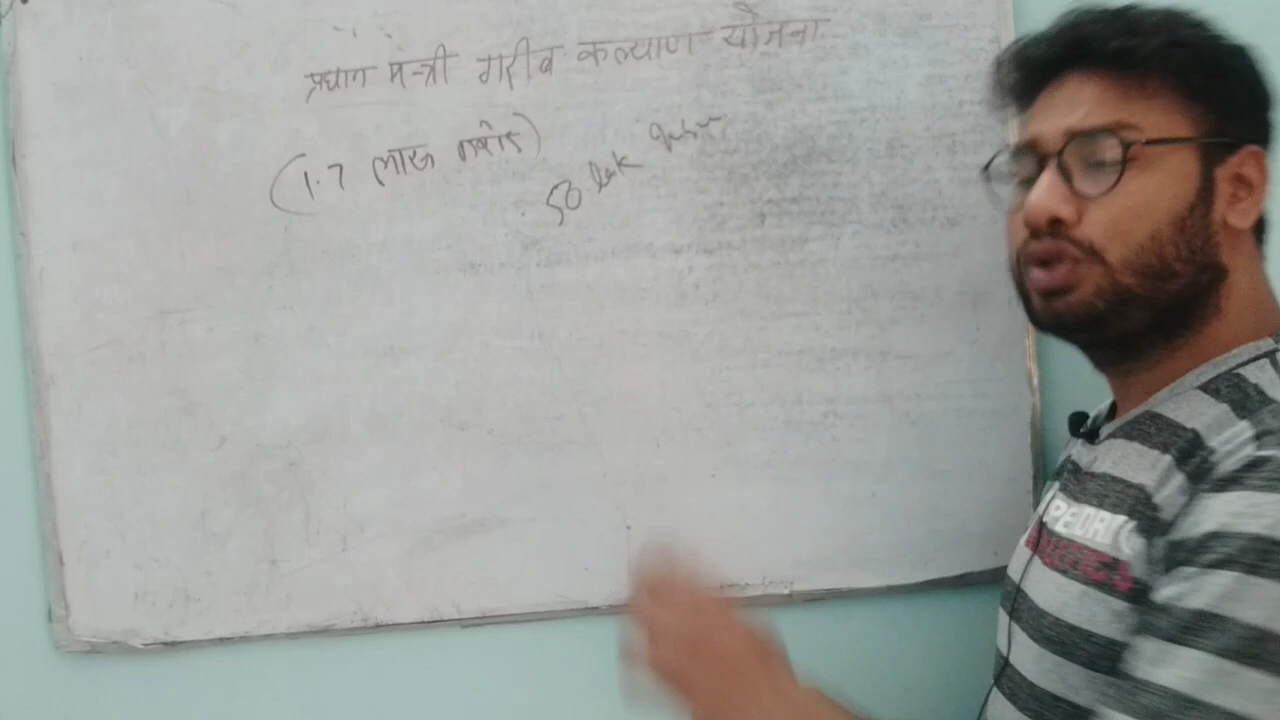 प्रधान मन्त्री गरीब कल्याण योजना
(1.7 लाख करोड)
50 lak